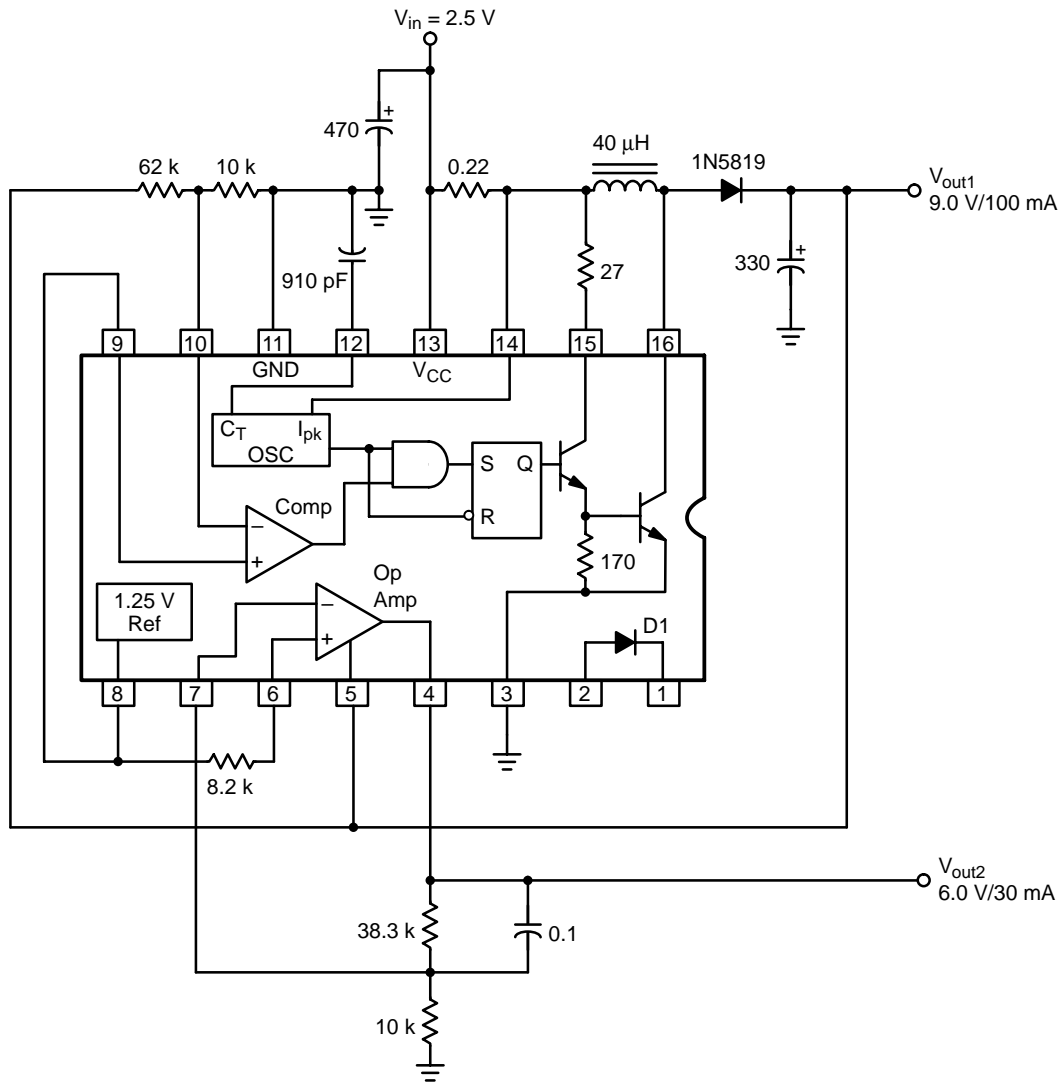 V_in = 2.5 V
470
+
62 k
10 k
0.22
40 μH
1N5819
V_out1
9.0 V/100 mA
910 pF
27
330
+
9
10
11
12
13
14
15
16
GND
V_CC
C_T
I_pk
OSC
S
Q
R
Comp
−
+
170
Op
Amp
−
+
1.25 V
Ref
D1
8
7
6
5
4
3
2
1
8.2 k
V_out2
6.0 V/30 mA
38.3 k
0.1
10 k